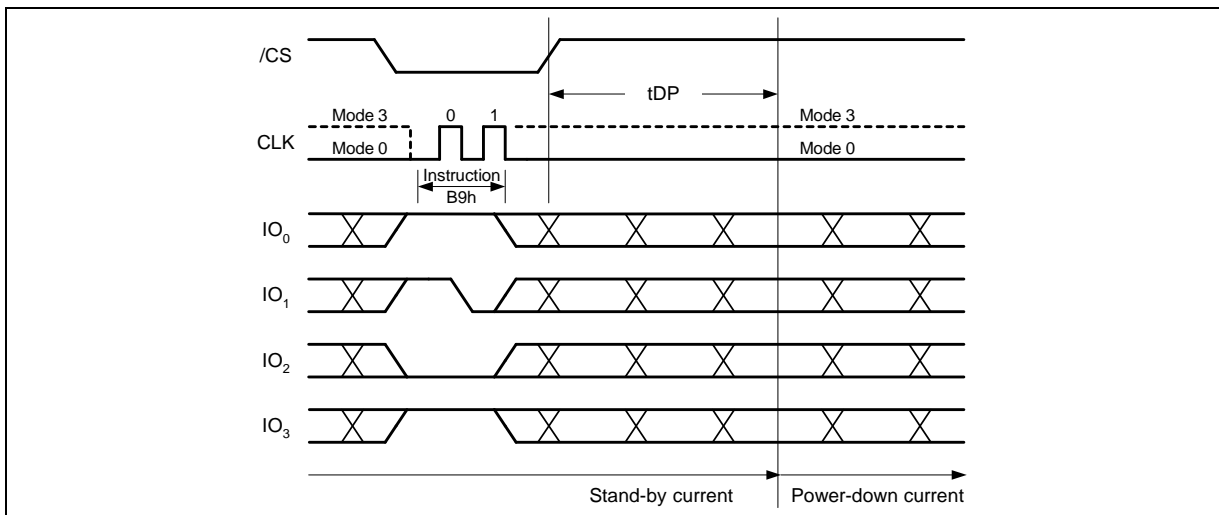 /CS
tDP
Mode 3 0 1 Mode 3
CLK
Mode 0 Mode 0
Instruction
B9h
IO0
IO1
IO2
IO3
Stand-by current Power-down current